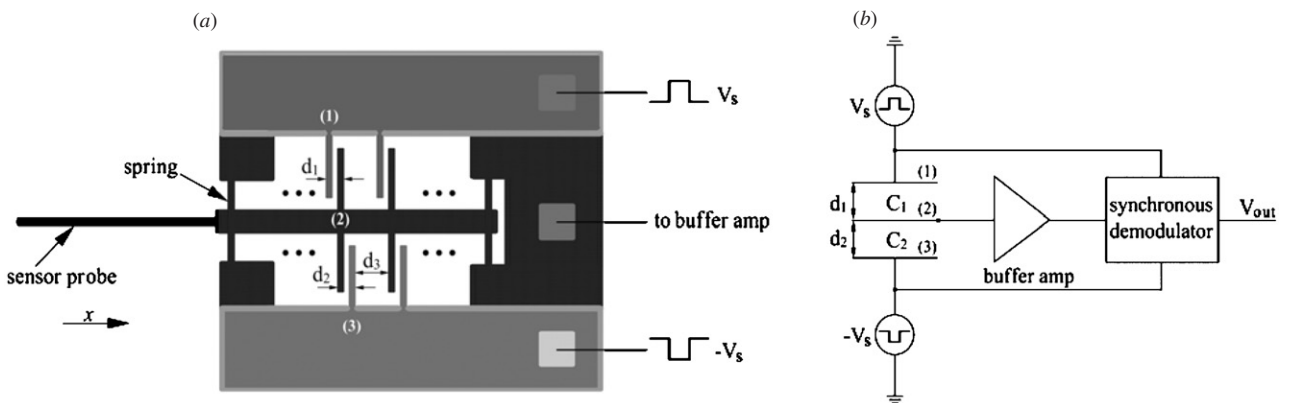 (a)
(1)
V_s
spring
d_1
(2)
to buffer amp
sensor probe
d_2
d_3
x
(3)
-V_s
(b)
V_s
(1)
d_1
C_1
(2)
d_2
C_2
(3)
buffer amp
synchronous
demodulator
V_out
-V_s